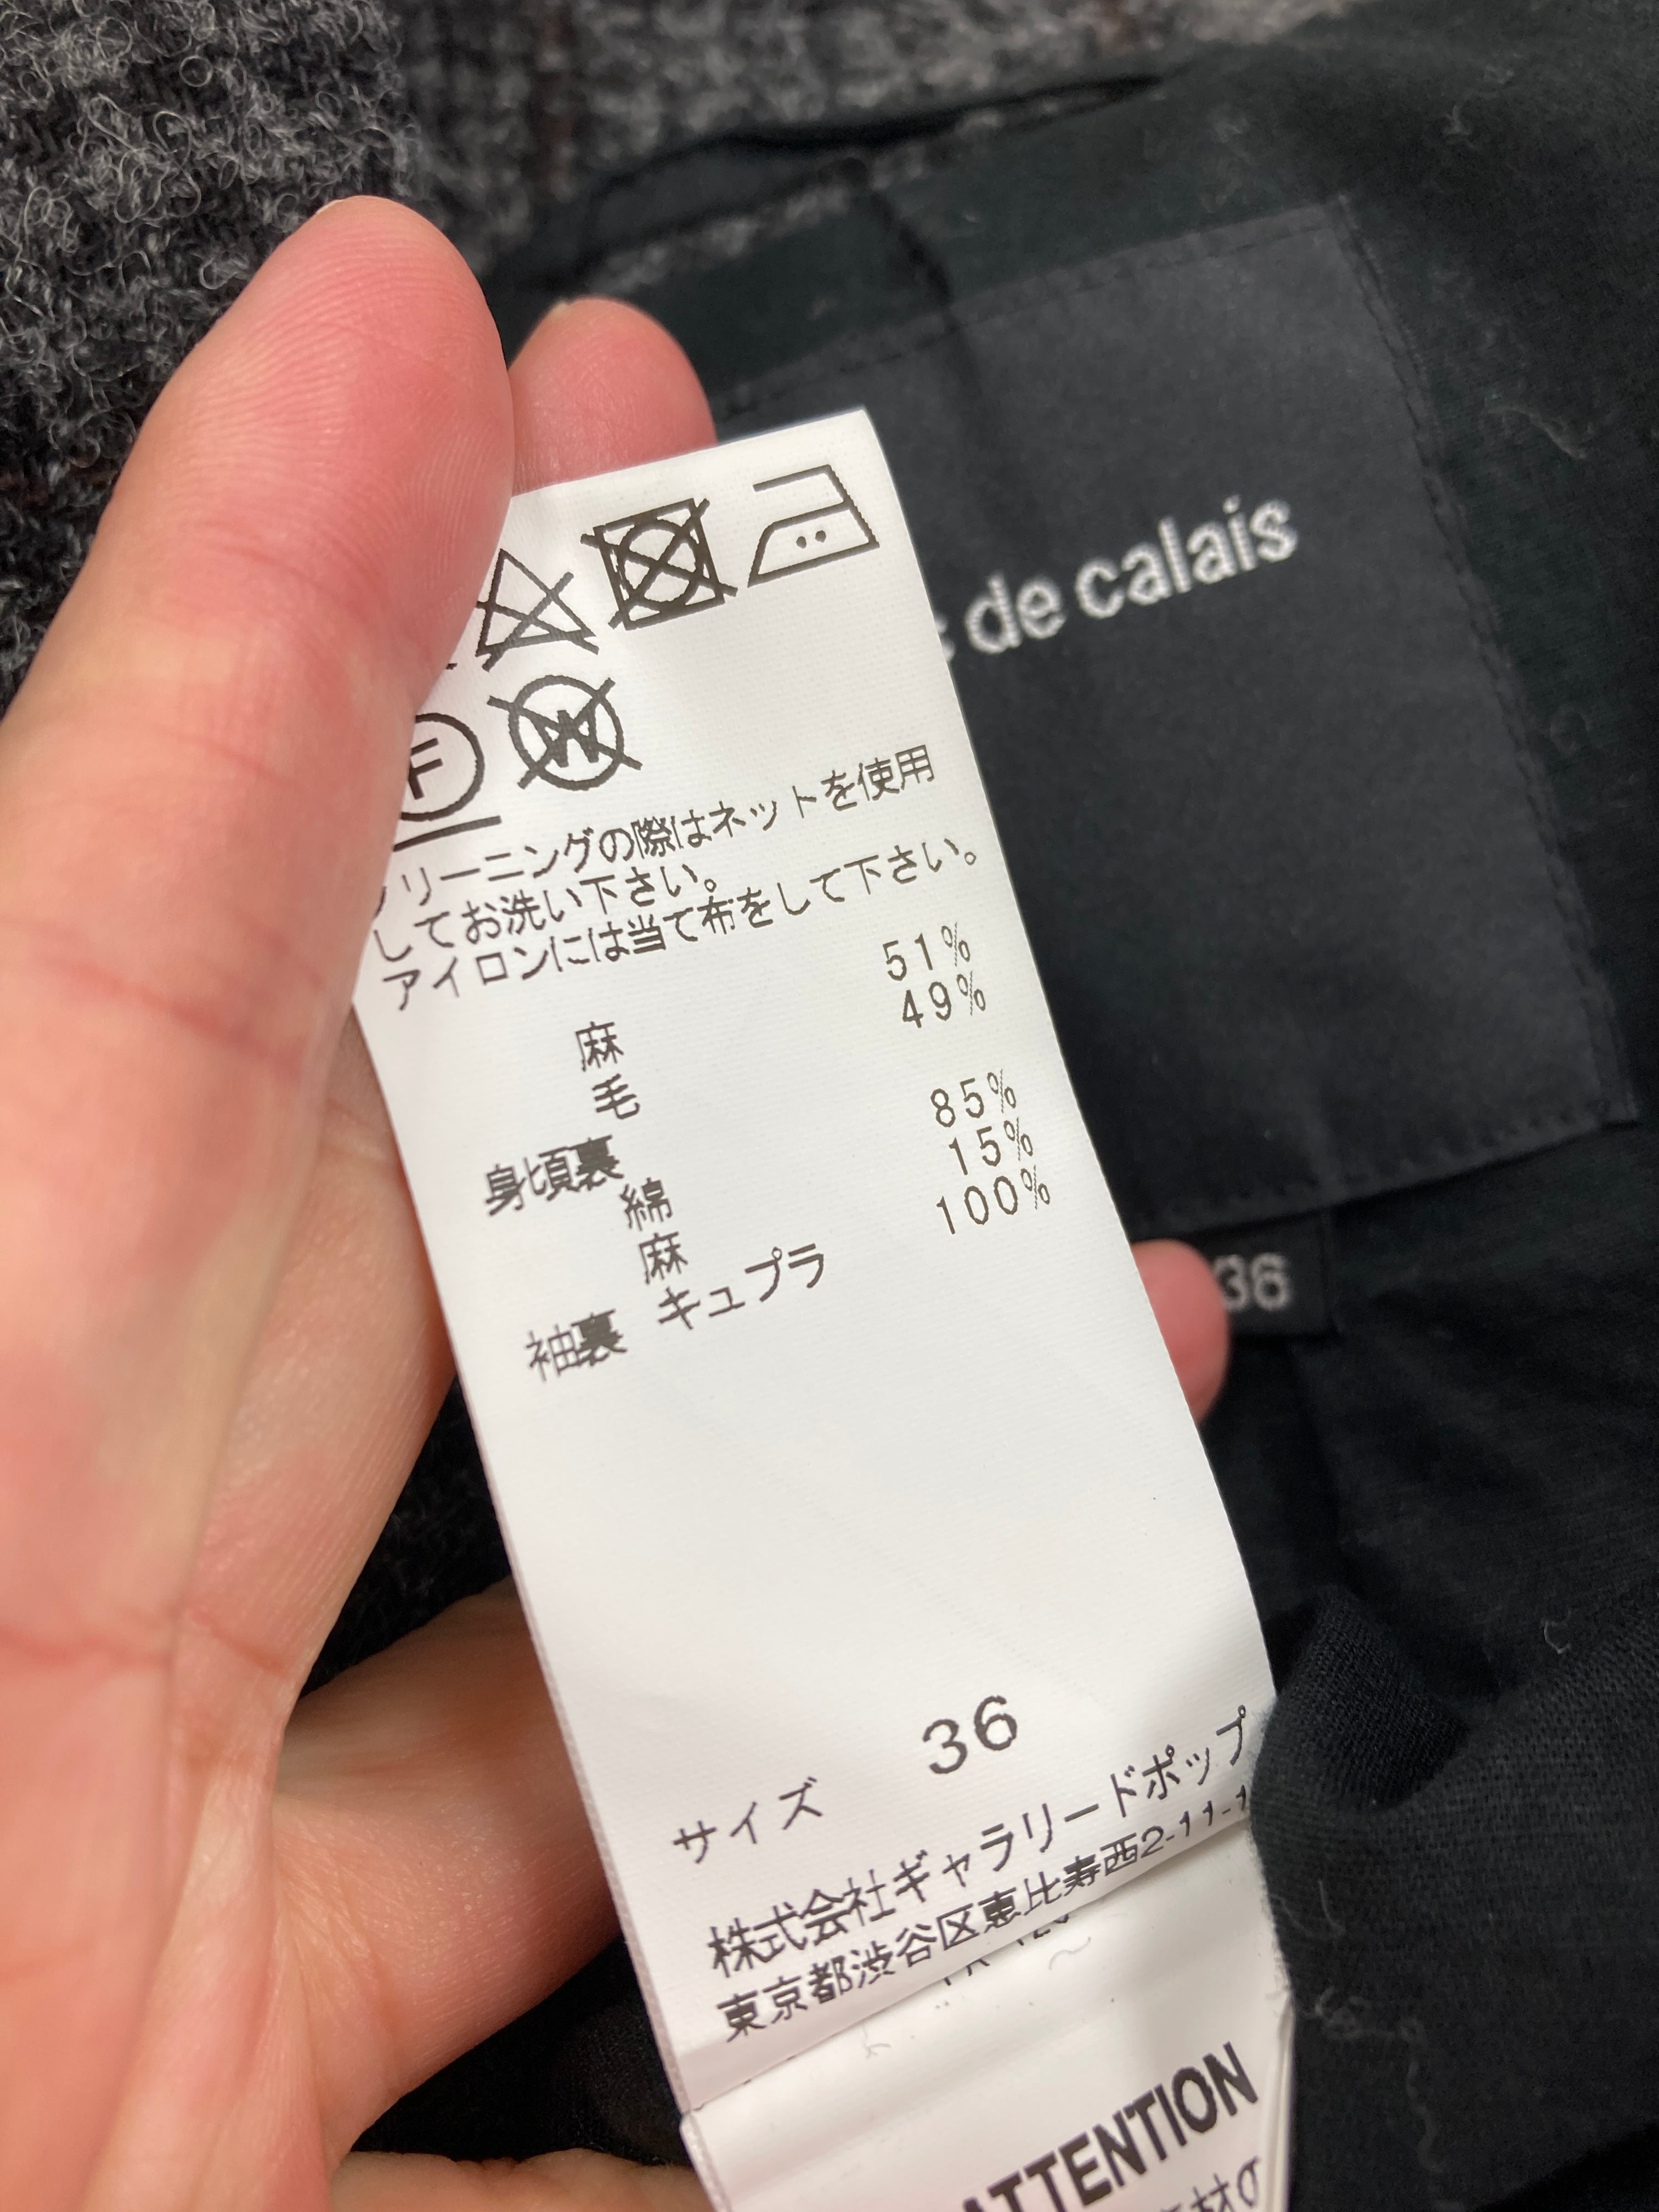 F
W
クリーニングの際はネットを使用
してお洗い下さい。
アイロンには当て布をして下さい。
麻 51%
毛 49%
身頃裏
綿 85%
麻 15%
袖裏 キュプラ 100%
サイズ 36
株式会社ギャラリードポップ
東京都渋谷区恵比寿西2-11-1
ATTENTION
de calais
36